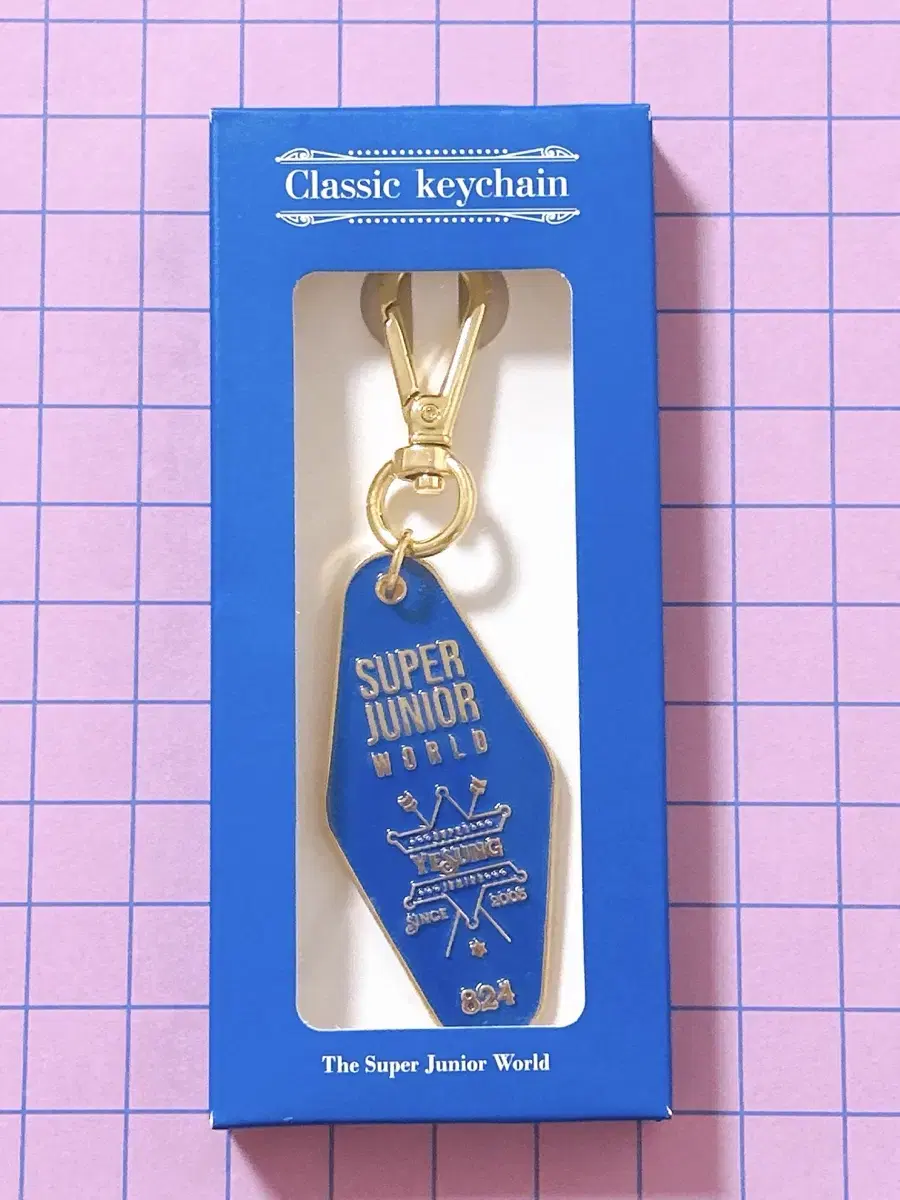 Classic keychain
SUPER
JUNIOR
WORLD
YESUNG
SINCE 2005
824
The Super Junior World